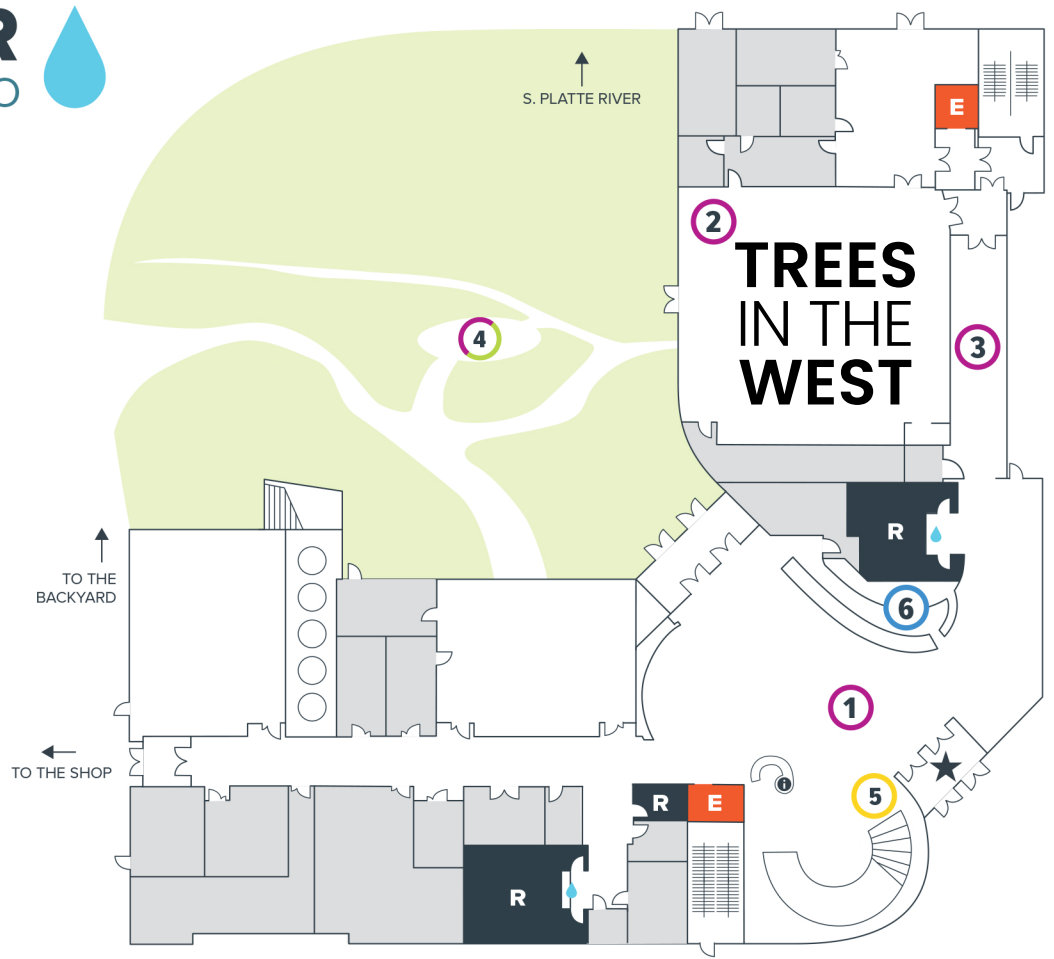 R
O
S. PLATTE RIVER
E
2
TREES
IN THE
WEST
3
4
R
TO THE
BACKYARD
6
1
TO THE SHOP
5
i
R
E
R